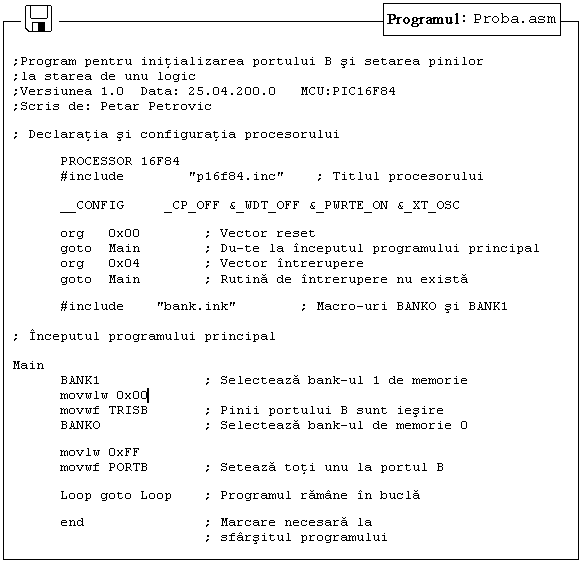 Programul: Proba.asm
;Program pentru iniţializarea portului B şi setarea pinilor
;la starea de unu logic
;Versiunea 1.0 Data: 25.04.200.0 MCU:PIC16F84
;Scris de: Petar Petrovic
; Declaraţia şi configuraţia procesorului
PROCESSOR 16F84
#include "p16f84.inc" ; Titlul procesorului
__CONFIG _CP_OFF &_WDT_OFF &_PWRTE_ON &_XT_OSC
org 0x00 ; Vector reset
goto Main ; Du-te la începutul programului principal
org 0x04 ; Vector întrerupere
goto Main ; Rutină de întrerupere nu există
#include "bank.ink" ; Macro-uri BANKO şi BANK1
; Începutul programului principal
Main
BANK1 ; Selectează bank-ul 1 de memorie
movwlw 0x00
movwf TRISB ; Pinii portului B sunt ieşire
BANKO ; Selectează bank-ul de memorie 0
movlw 0xFF
movwf PORTB ; Setează toţi unu la portul B
Loop goto Loop ; Programul rămâne în buclă
end ; Marcare necesară la
; sfârşitul programului